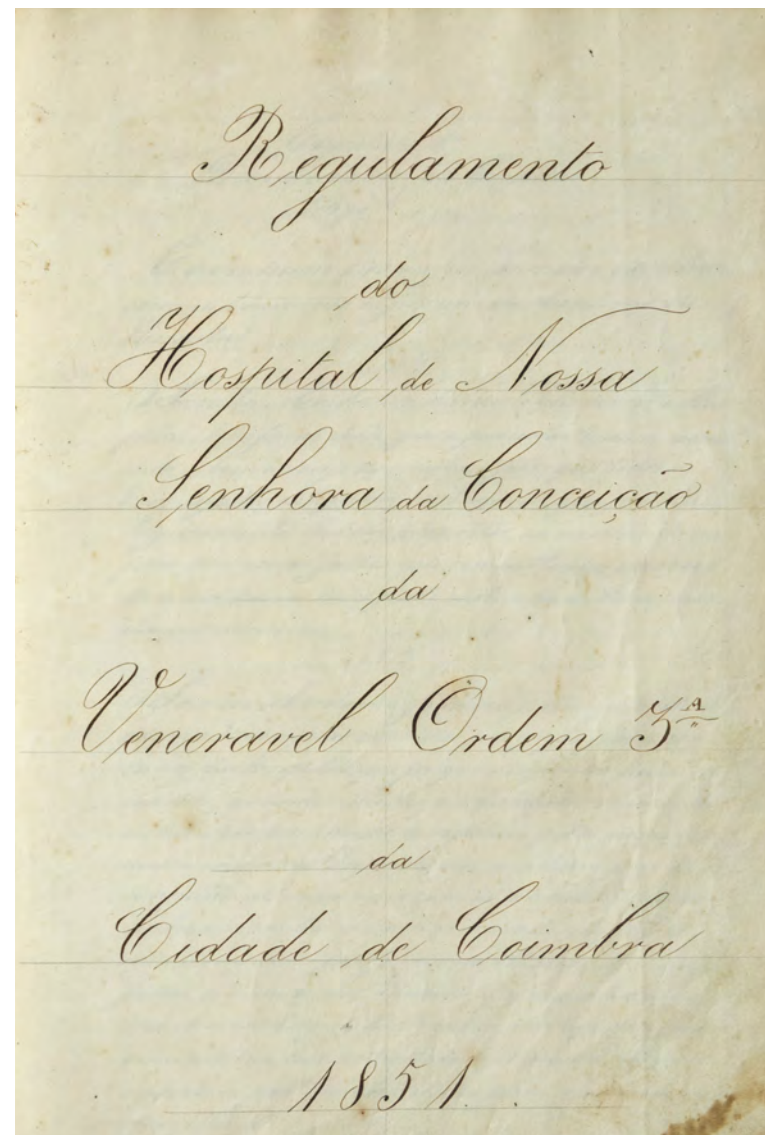 Regulamento
do
Hospital de Nossa
Senhora da Conceição
da
Veneravel Ordem 3.ª
da
Cidade de Coimbra
1851.